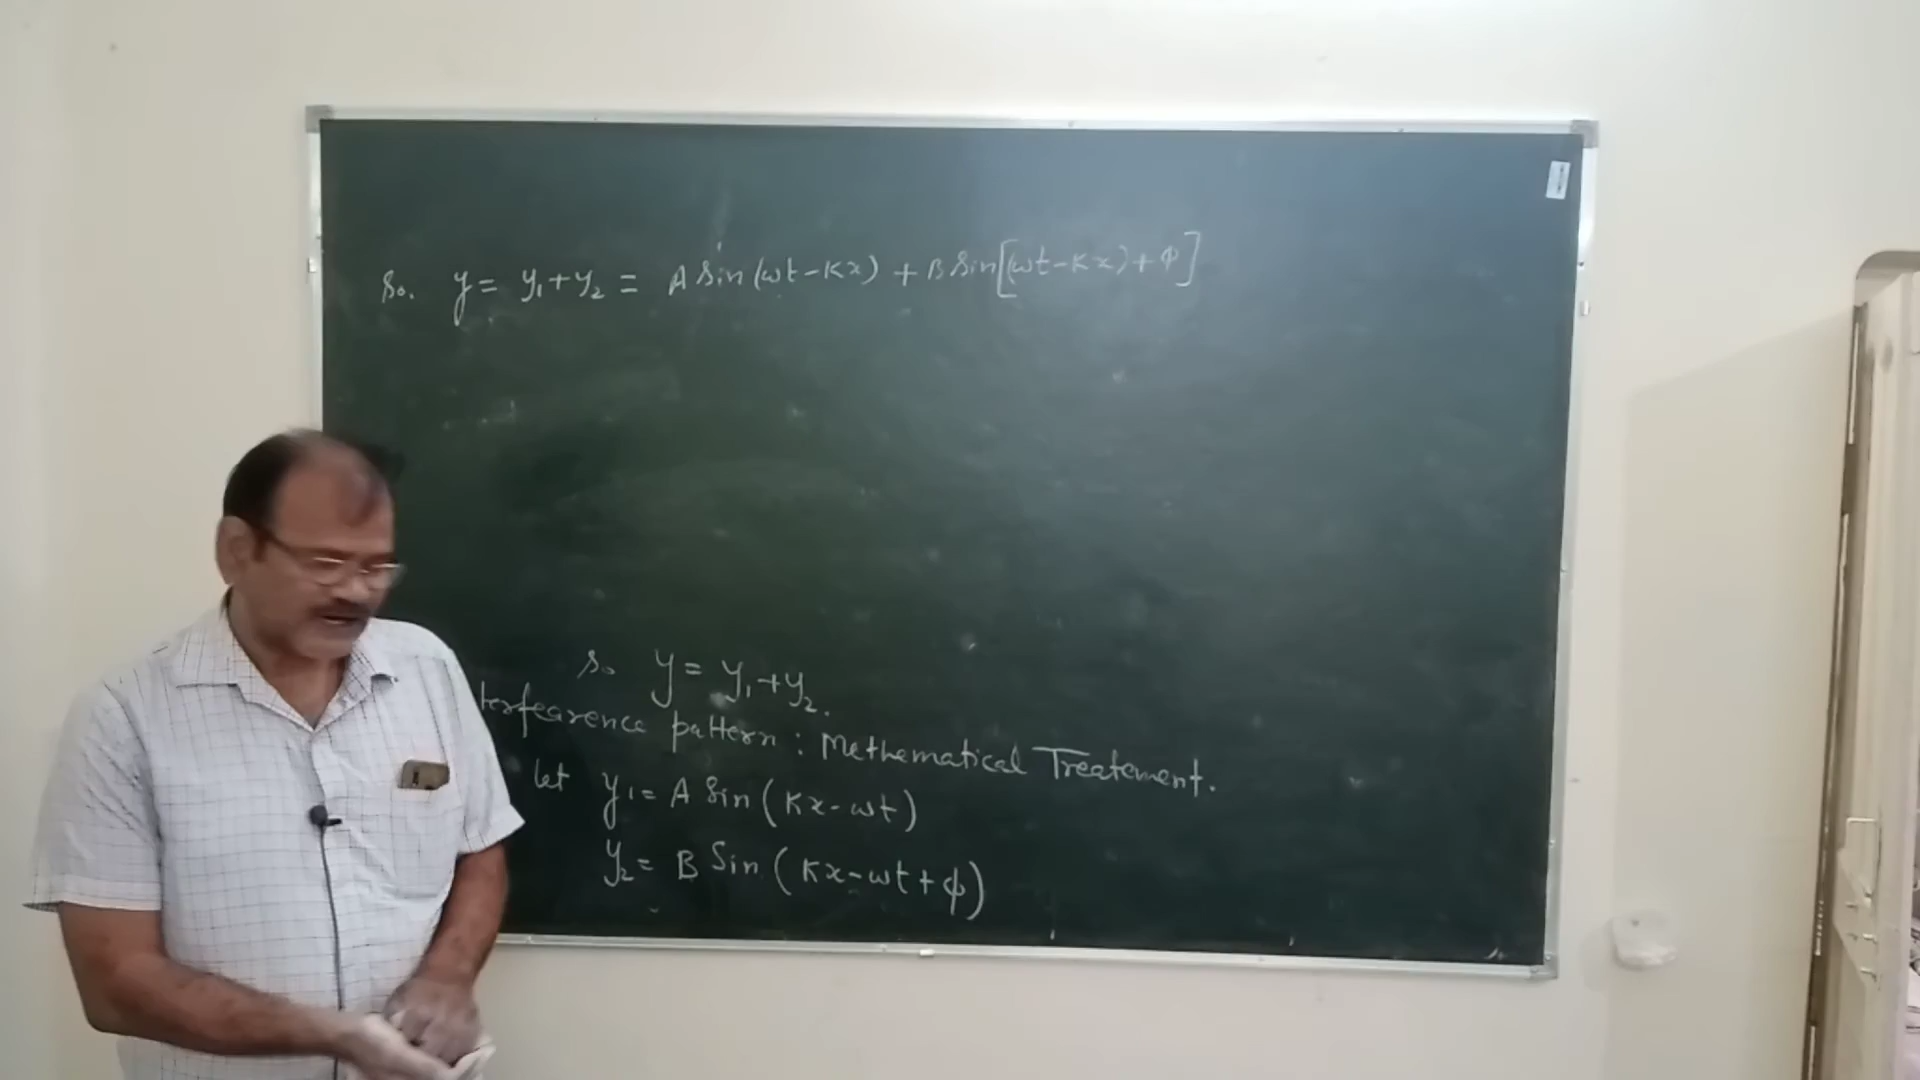 So. y = y₁+y₂ = A Sin(ωt-Kx) + B Sin[(ωt-Kx)+Φ]
So y = y₁+y₂.
terfearence pattern : Mathematical Treatement.
let y₁= A Sin(Kx-ωt)
y₂= B Sin(Kx-ωt+ϕ)